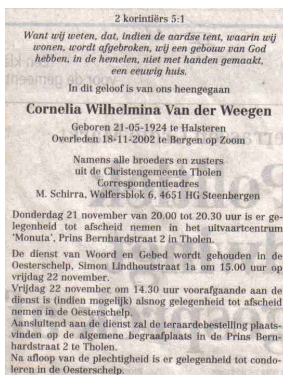 2 korintiërs 5:1
Want wij weten, dat, indien de aardse tent, waarin wij
wonen, wordt afgebroken, wij een gebouw van God
hebben, in de hemelen, niet met handen gemaakt,
een eeuwig huis.
In dit geloof is van ons heengegaan
Cornelia Wilhelmina Van der Weegen
Geboren 21-05-1924 te Halsteren
Overleden 18-11-2002 te Bergen op Zoom
Namens alle broeders en zusters
uit de Christengemeente Tholen
Correspondentieadres
M. Schirra, Wolfersblok 6, 4651 HG Steenbergen
Donderdag 21 november van 20.00 tot 20.30 uur is er ge-
legenheid tot afscheid nemen in het uitvaartcentrum
'Monuta', Prins Bernhardstraat 2 in Tholen.
De dienst van Woord en Gebed wordt gehouden in de
Oesterschelp, Simon Lindhoutstraat 1a om 15.00 uur op
vrijdag 22 november.
Vrijdag 22 november om 14.30 uur voorafgaande aan de
dienst is (indien mogelijk) alsnog gelegenheid tot afscheid
nemen in de Oesterschelp.
Aansluitend aan de dienst zal de teraardebestelling plaats-
vinden op de algemene begraafplaats in de Prins Bern-
hardstraat 2 te Tholen.
Na afloop van de plechtigheid is er gelegenheid tot condo-
leren in de Oesterschelp.